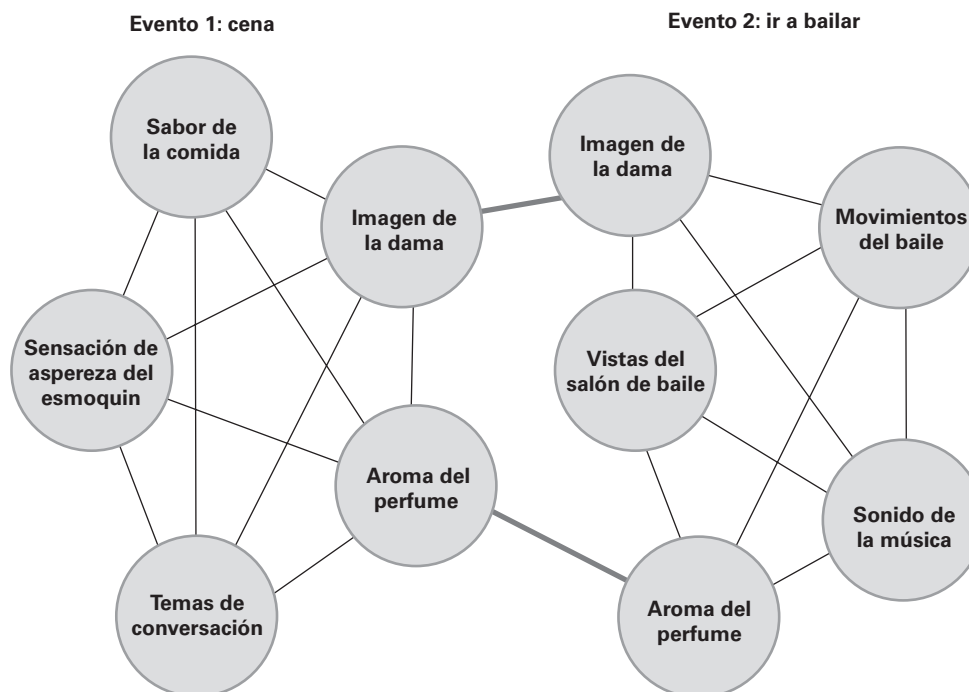 Evento 1: cena
Sabor de
la comida
Imagen de
la dama
Sensación de
aspereza del
esmoquin
Aroma del
perfume
Temas de
conversación
Evento 2: ir a bailar
Imagen de
la dama
Movimientos
del baile
Vistas del
salón de baile
Sonido de
la música
Aroma del
perfume